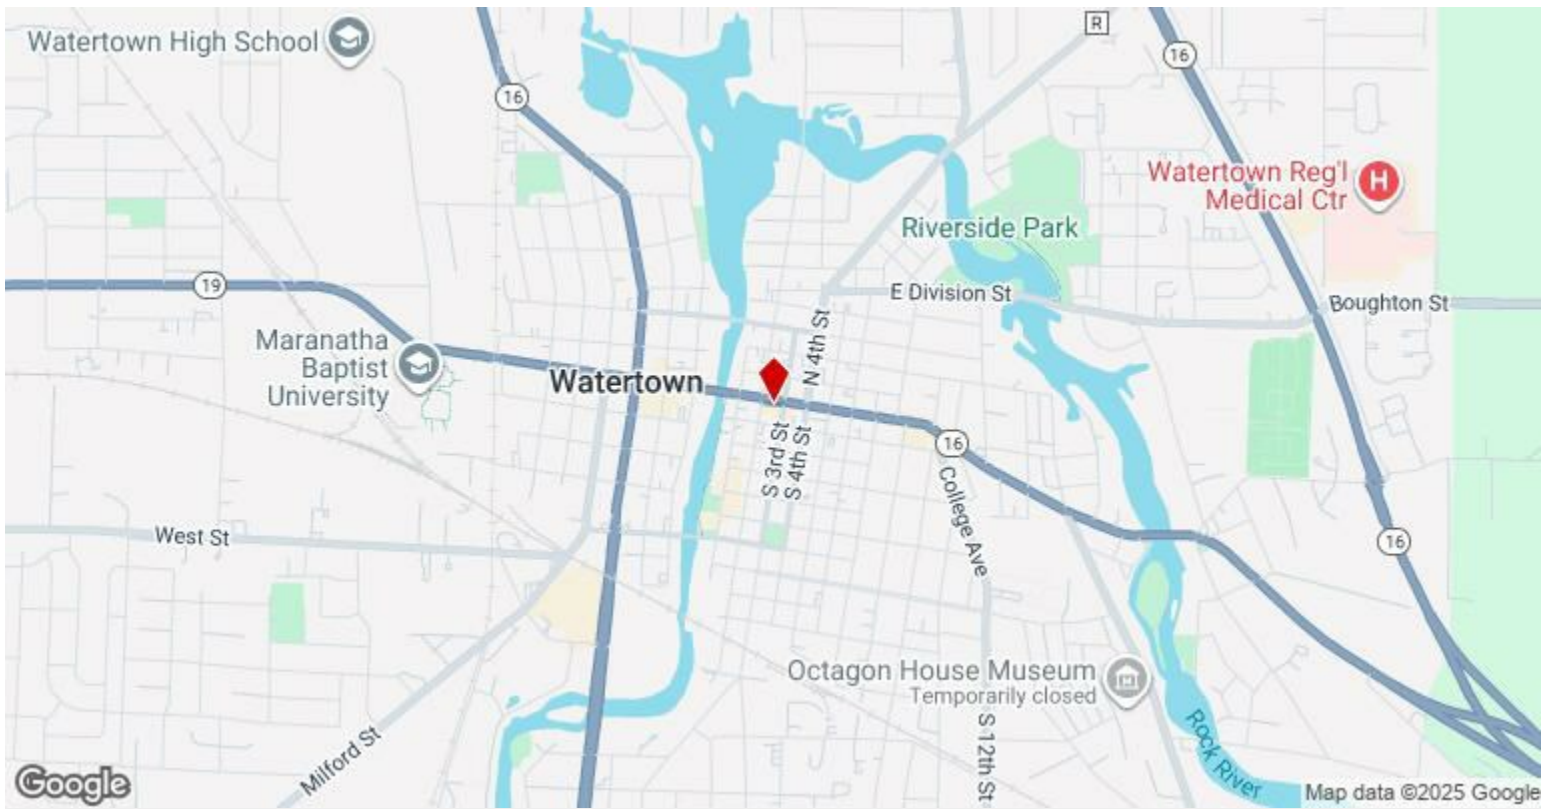 Watertown High School
R
16
16
Watertown Reg'l
Medical Ctr
H
Riverside Park
19
E Division St
Boughton St
Maranatha
Baptist
University
N 4th St
Watertown
16
S 3rd St
S 4th St
College Ave
West St
16
Octagon House Museum
Temporarily closed
Milford St
S 12th St
Rock River
Google
Map data ©2025 Google